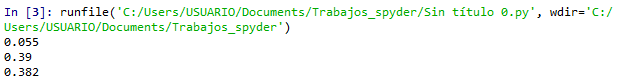 In [3]: runfile('C:/Users/USUARIO/Documents/Trabajos_spyder/Sin título 0.py', wdir='C:/
Users/USUARIO/Documents/Trabajos_spyder')
0.055
0.39
0.382